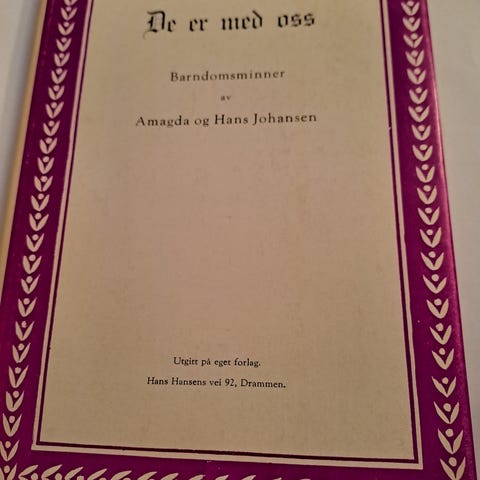 De er med oss
Barndomsminner
av
Amagda og Hans Johansen
Utgitt på eget forlag.
Hans Hansens vei 92, Drammen.